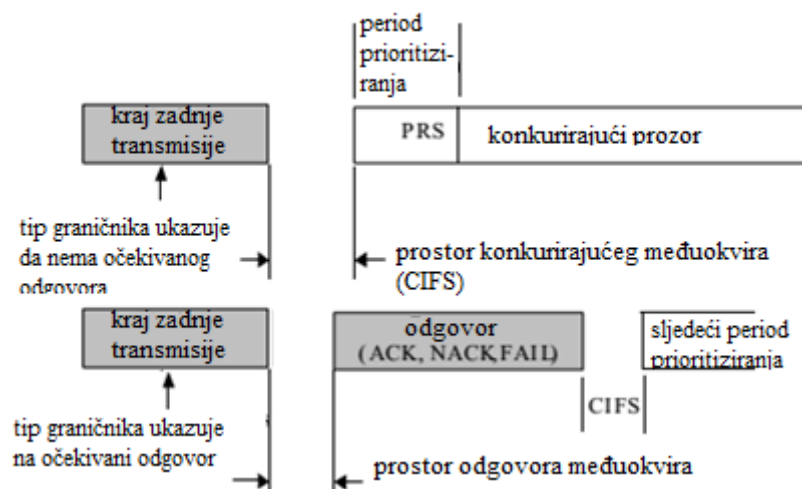 period
prioritizi-
ranja
kraj zadnje
transmisije
PRS
konkurirajući prozor
tip graničnika ukazuje
da nema očekivanog
odgovora
prostor konkurirajućeg međuokvira
(CIFS)
kraj zadnje
transmisije
odgovor
(ACK, NACK,FAIL)
sljedeći period
prioritiziranja
CIFS
tip graničnika ukazuje
na očekivani odgovor
prostor odgovora međuokvira